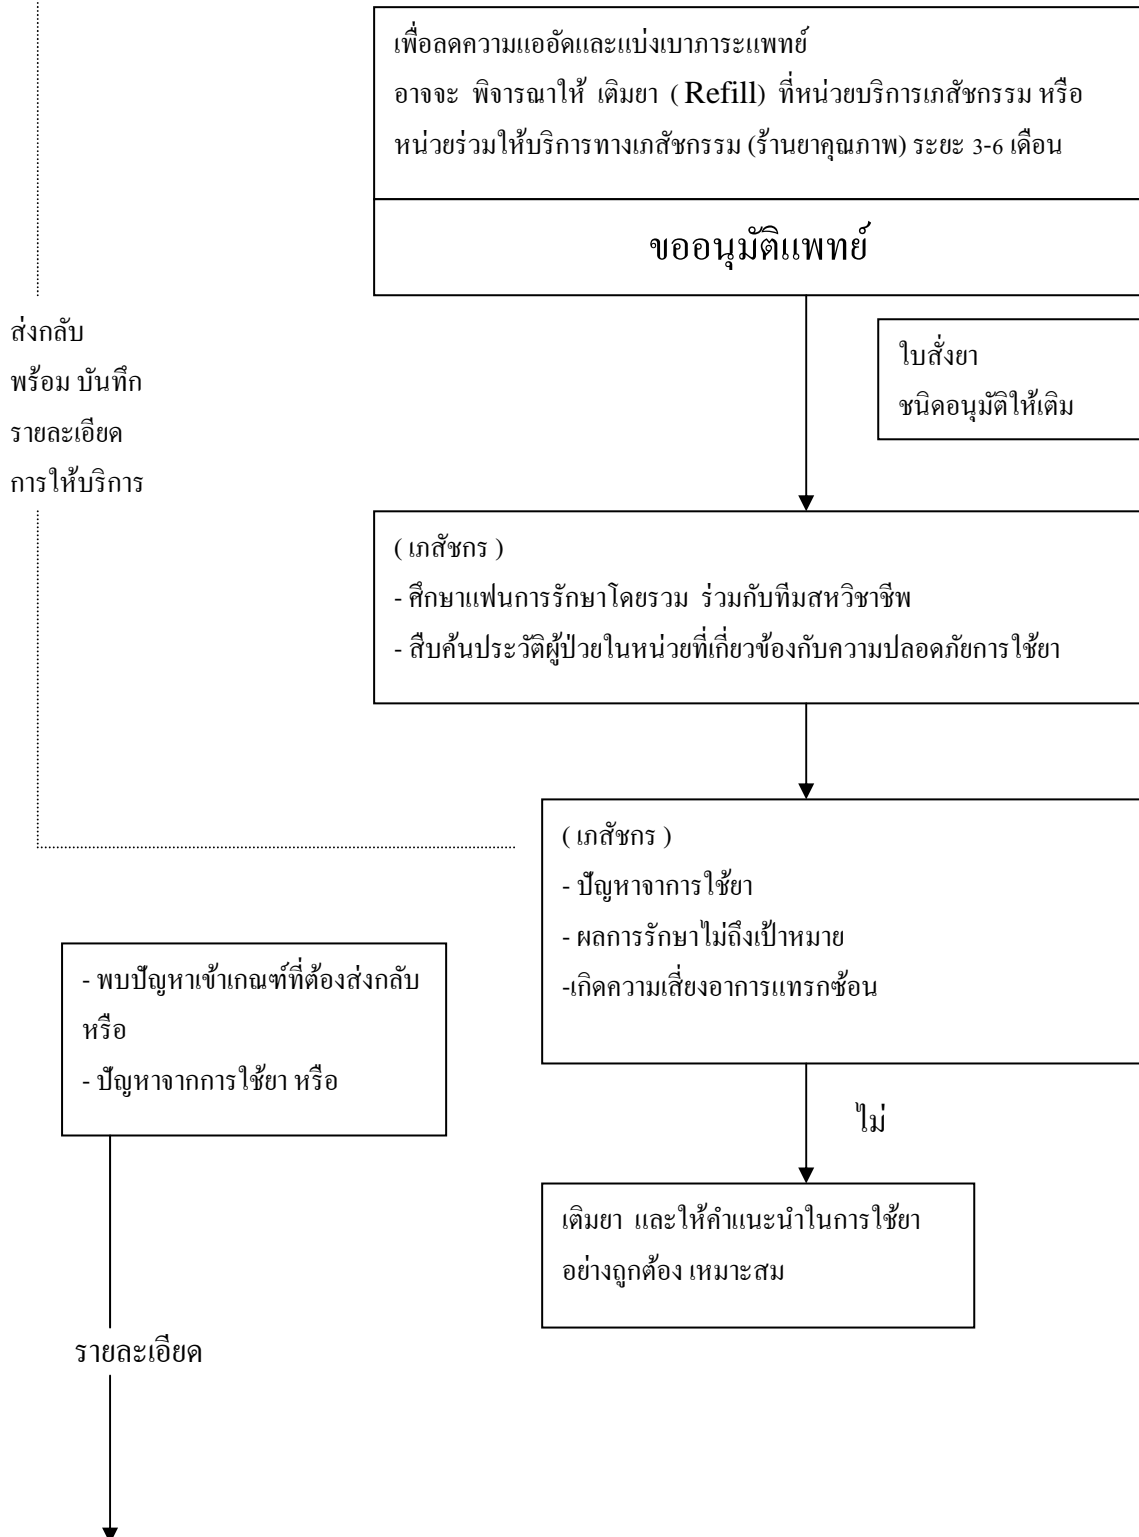 เพื่อลดความแออัดและแบ่งเบาภาระแพทย์
อาจจะ พิจารณาให้ เติมยา ( Refill) ที่หน่วยบริการเภสัชกรรม หรือ
หน่วยร่วมให้บริการทางเภสัชกรรม (ร้านยาคุณภาพ) ระยะ 3-6 เดือน
ขออนุมัติแพทย์
ส่งกลับ
พร้อม บันทึก
รายละเอียด
การให้บริการ
ใบสั่งยา
ชนิดอนุมัติให้เติม
( เภสัชกร )
- ศึกษาแฟนการรักษาโดยรวม ร่วมกับทีมสหวิชาชีพ
- สืบค้นประวัติผู้ป่วยในหน่วยที่เกี่ยวข้องกับความปลอดภัยการใช้ยา
( เภสัชกร )
- ปัญหาจาการใช้ยา
- ผลการรักษาไม่ถึงเป้าหมาย
-เกิดความเสี่ยงอาการแทรกซ้อน
- พบปัญหาเข้าเกณฑ์ที่ต้องส่งกลับ
หรือ
- ปัญหาจากการใช้ยา หรือ
ไม่
เติมยา และให้คำแนะนำในการใช้ยา
อย่างถูกต้อง เหมาะสม
รายละเอียด